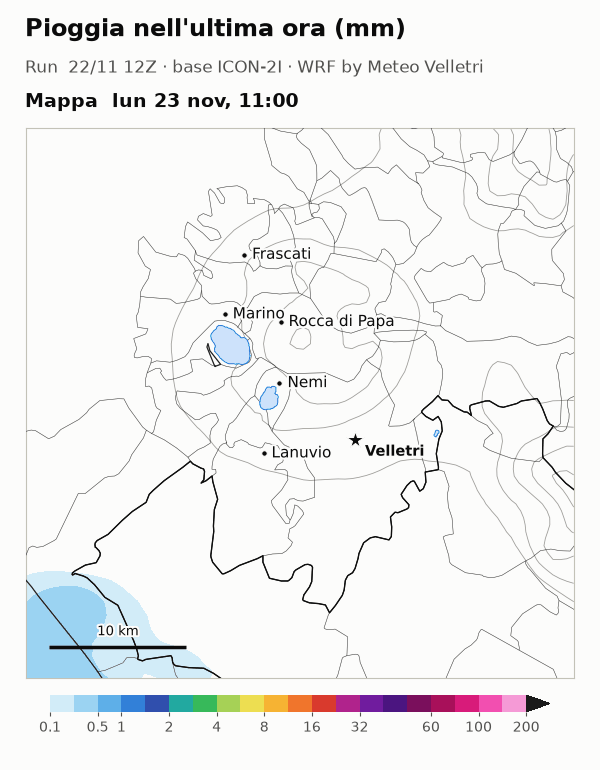 Pioggia nell'ultima ora (mm)
Run  22/11 12Z · base ICON-2I · WRF by Meteo Velletri
Mappa  lun 23 nov, 11:00
Frascati
Marino
Rocca di Papa
Nemi
Velletri
Lanuvio
10 km
0.1 0.5 1 2 4 8 16 32 60 100 200